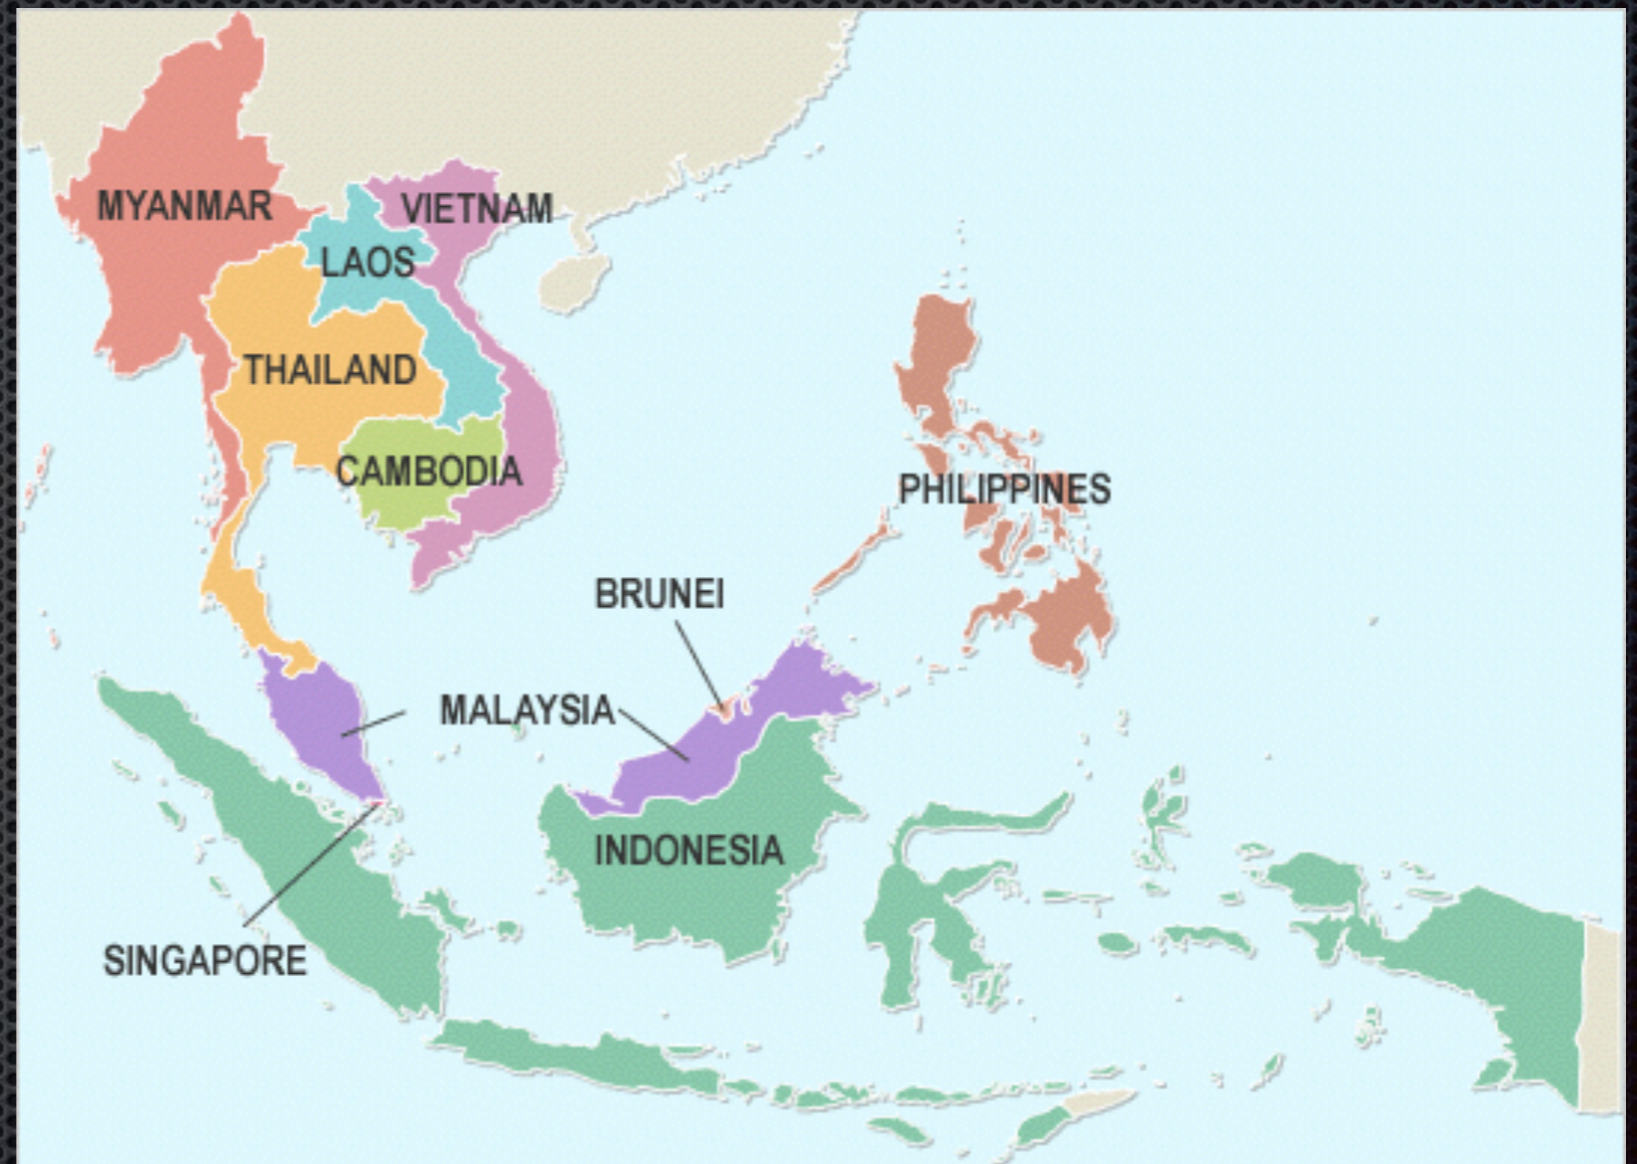 MYANMAR
VIETNAM
LAOS
THAILAND
CAMBODIA
PHILIPPINES
BRUNEI
MALAYSIA
INDONESIA
SINGAPORE